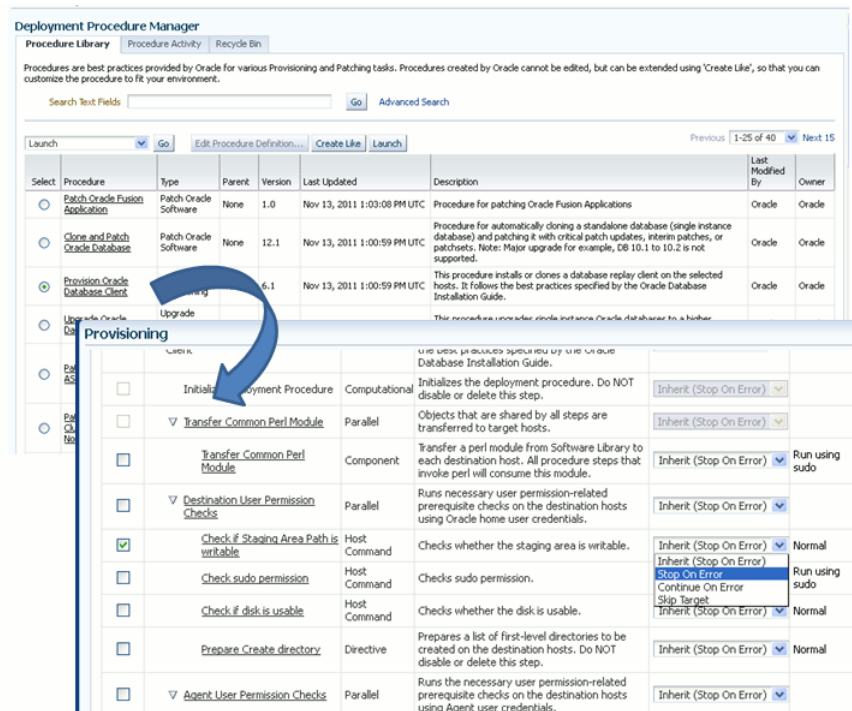 Deployment Procedure Manager
Procedure Library Procedure Activity Recycle Bin
Procedures are best practices provided by Oracle for various Provisioning and Patching tasks. Procedures created by Oracle cannot be edited, but can be extended using 'Create Like', so that you can
customize the procedure to fit your environment.
Search Text Fields Go Advanced Search
Launch Go Edit Procedure Definition... Create Like Launch Previous 1-25 of 40 Next 15
Select Procedure Type Parent Version Last Updated Description Last Modified By Owner
Patch Oracle Fusion Patch Oracle
Application Software None 1.0 Nov 13, 2011 1:03:08 PM UTC Procedure for patching Oracle Fusion Applications Oracle Oracle
Procedure for automatically cloning a standalone database (single instance
Clone and Patch Patch Oracle database) and patching it with critical patch updates, interim patches, or
Oracle Database Software None 12.1 Nov 13, 2011 1:00:59 PM UTC patchsets. Note: Major upgrade for example, DB 10.1 to 10.2 is not Oracle Oracle
supported.
Provision Oracle This procedure installs or clones a database replay client on the selected
Database Client 6.1 Nov 13, 2011 1:00:59 PM UTC hosts. It follows the best practices specified by the Oracle Database Oracle Oracle
Installation Guide.
Upgrade Oracle Upgrade This procedure upgrades single instance Oracle databases to a higher
Provisioning
Client the best practices specified by the Oracle
Database Installation Guide.
Deployment Procedure Computational Initializes the deployment procedure. Do NOT Inherit (Stop On Error)
disable or delete this step.
Transfer Common Perl Module Parallel Objects that are shared by all steps are Inherit (Stop On Error)
transferred to target hosts.
Transfer Common Perl Transfer a perl module from Software Library to
Module Component each destination host. All procedure steps that Inherit (Stop On Error) Run using
invoke perl will consume this module. sudo
Destination User Permission Runs necessary user permission-related
Checks Parallel prerequisite checks on the destination hosts Inherit (Stop On Error)
using Oracle home user credentials.
Check if Staging Area Path is Host
writable Command Checks whether the staging area is writable. Inherit (Stop On Error) Normal
Inherit (Stop On Error)
Stop On Error
Continue On Error
Skip Target
Check sudo permission Host Command Checks sudo permission. Run using sudo
Check if disk is usable Host Command Checks whether the disk is usable. Inherit (Stop On Error) Normal
Prepares a list of first-level directories to be
Prepare Create directory Directive created on the destination hosts. Do NOT Inherit (Stop On Error) Normal
disable or delete this step.
Runs the necessary user permission-related
Agent User Permission Checks Parallel prerequisite checks on the destination hosts Inherit (Stop On Error)
using Agent user credentials.